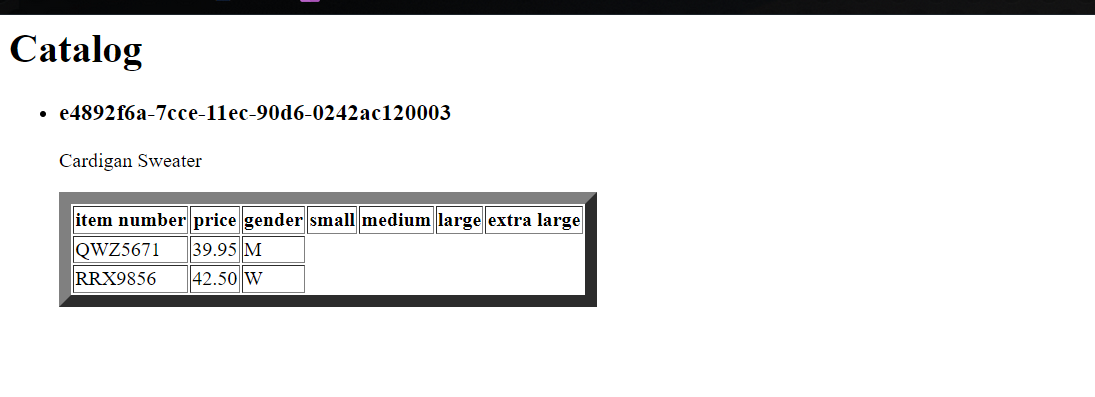 Catalog
e4892f6a-7cce-11ec-90d6-0242ac120003
Cardigan Sweater
item number price gender small medium large extra large
QWZ5671 39.95 M
RRX9856 42.50 W